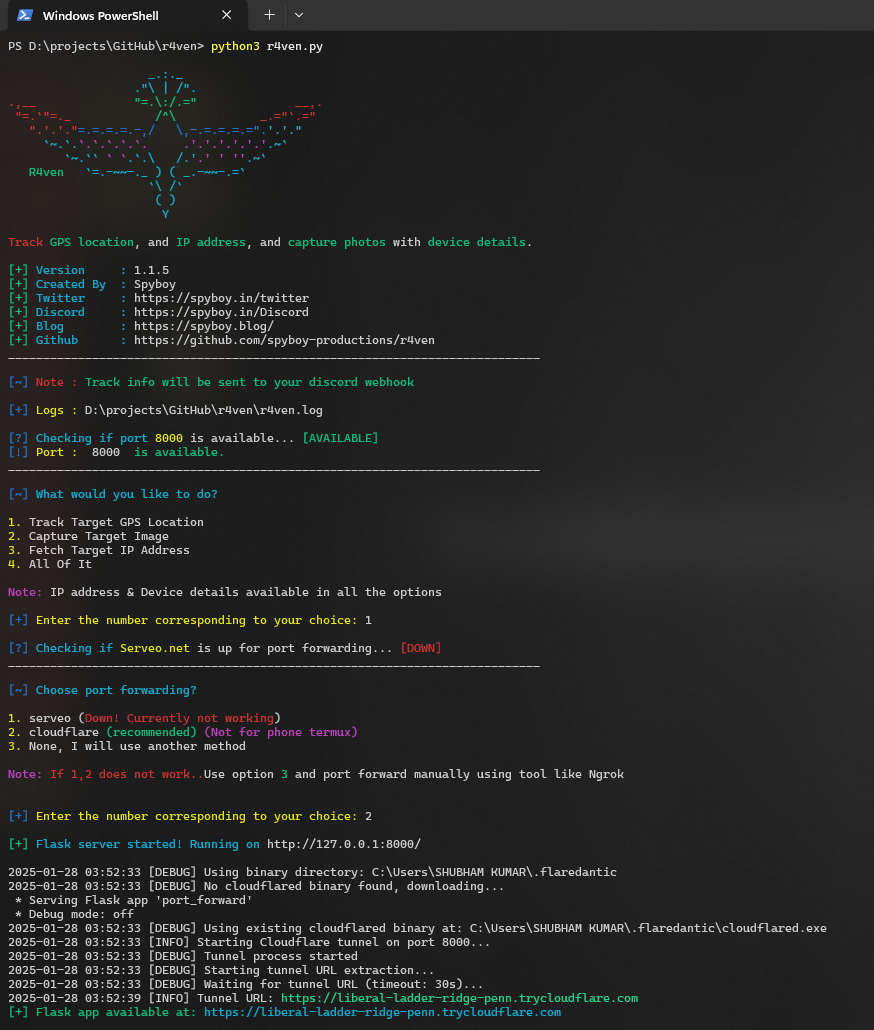 Windows PowerShell
PS D:\projects\GitHub\r4ven> python3 r4ven.py
              _.:._
            ."\ | /".
.,__        "=.\:/.="              __,.
 "=.`"=._            /^\            _.="`.="
   ".'.'."=.=.=.=.-,/   \,-.=.=.=.=".'.'."
     `~.`.`.`.`.`.`.     .'.'.'.'.'.'.~`
        `~.`` ` `.`.\   /.'.' ' ''.~`
   R4ven   `=.-~~-._ ) ( _.-~~-.=`
                    `\ /`
                     ( )
                      Y
Track GPS location, and IP address, and capture photos with device details.
[+] Version     : 1.1.5
[+] Created By  : Spyboy
[+] Twitter     : https://spyboy.in/twitter
[+] Discord     : https://spyboy.in/Discord
[+] Blog        : https://spyboy.blog/
[+] Github      : https://github.com/spyboy-productions/r4ven
____________________________________________________________________________
[~] Note : Track info will be sent to your discord webhook
[+] Logs : D:\projects\GitHub\r4ven\r4ven.log
[?] Checking if port 8000 is available... [AVAILABLE]
[!] Port :  8000  is available.
____________________________________________________________________________
[~] What would you like to do?
1. Track Target GPS Location
2. Capture Target Image
3. Fetch Target IP Address
4. All Of It
Note: IP address & Device details available in all the options
[+] Enter the number corresponding to your choice: 1
[?] Checking if Serveo.net is up for port forwarding... [DOWN]
____________________________________________________________________________
[~] Choose port forwarding?
1. serveo (Down! Currently not working)
2. cloudflare (recommended) (Not for phone termux)
3. None, I will use another method
Note: If 1,2 does not work..Use option 3 and port forward manually using tool like Ngrok
[+] Enter the number corresponding to your choice: 2
[+] Flask server started! Running on http://127.0.0.1:8000/
2025-01-28 03:52:33 [DEBUG] Using binary directory: C:\Users\SHUBHAM KUMAR\.flaredantic
2025-01-28 03:52:33 [DEBUG] No cloudflared binary found, downloading...
 * Serving Flask app 'port_forward'
 * Debug mode: off
2025-01-28 03:52:33 [DEBUG] Using existing cloudflared binary at: C:\Users\SHUBHAM KUMAR\.flaredantic\cloudflared.exe
2025-01-28 03:52:33 [INFO] Starting Cloudflare tunnel on port 8000...
2025-01-28 03:52:33 [DEBUG] Tunnel process started
2025-01-28 03:52:33 [DEBUG] Starting tunnel URL extraction...
2025-01-28 03:52:33 [DEBUG] Waiting for tunnel URL (timeout: 30s)...
2025-01-28 03:52:39 [INFO] Tunnel URL: https://liberal-ladder-ridge-penn.trycloudflare.com
[+] Flask app available at: https://liberal-ladder-ridge-penn.trycloudflare.com